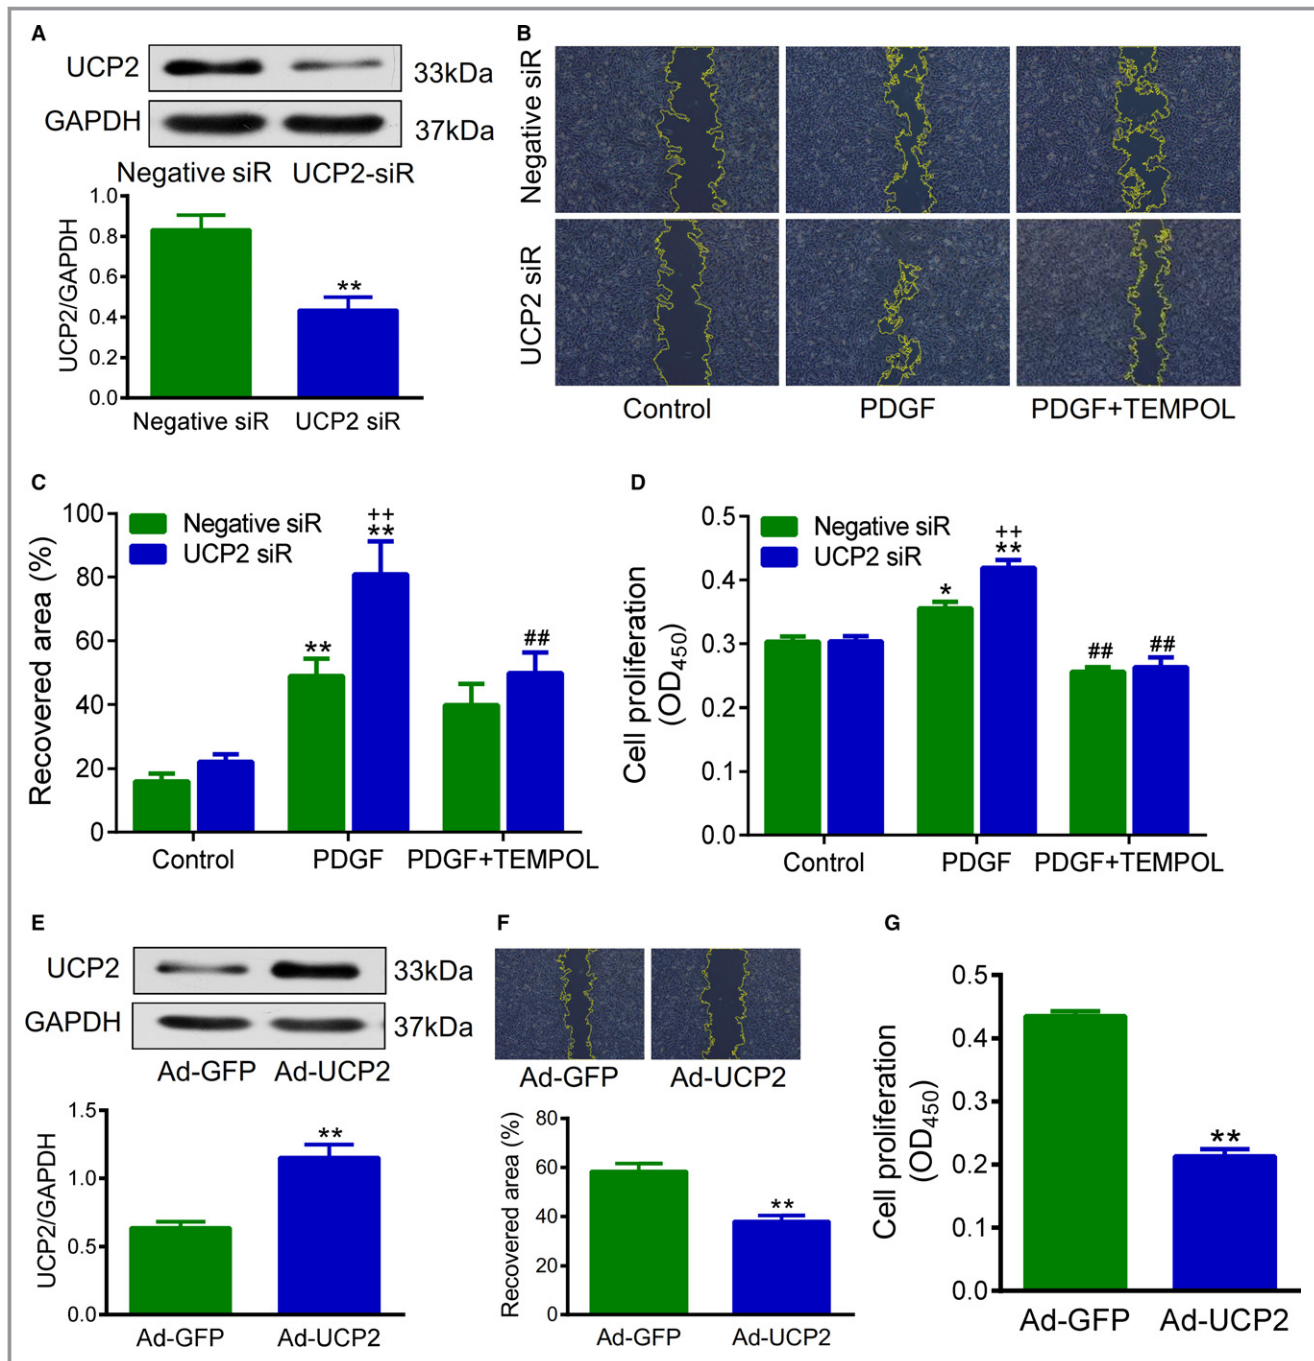 A
UCP2
33kDa
GAPDH
37kDa
Negative siR UCP2-siR
UCP2/GAPDH
1.0
0.8
0.6
0.4
0.2
0.0
**
Negative siR UCP2 siR
B
Negative siR
UCP2 siR
Control PDGF PDGF+TEMPOL
C
Recovered area (%)
100
80
60
40
20
0
Negative siR
UCP2 siR
**
++
**
##
Control PDGF PDGF+TEMPOL
D
Cell proliferation
(OD450)
0.5
0.4
0.3
0.2
0.1
0.0
Negative siR
UCP2 siR
*
++
**
##
##
Control PDGF PDGF+TEMPOL
E
UCP2
33kDa
GAPDH
37kDa
Ad-GFP Ad-UCP2
UCP2/GAPDH
1.5
1.0
0.5
0.0
**
Ad-GFP Ad-UCP2
F
Ad-GFP Ad-UCP2
Recovered area (%)
80
60
40
20
0
**
Ad-GFP Ad-UCP2
G
Cell proliferation
(OD450)
0.5
0.4
0.3
0.2
0.1
0.0
**
Ad-GFP Ad-UCP2